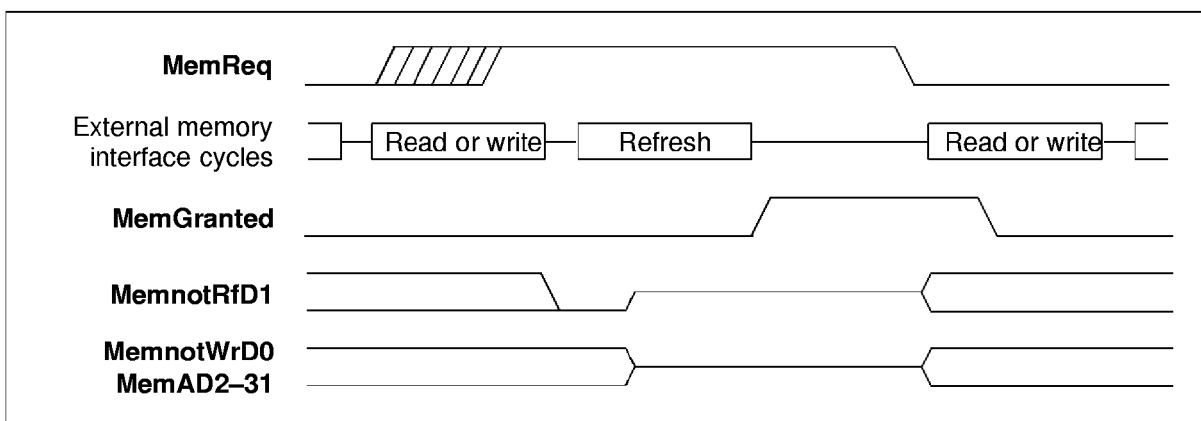 MemReq
External memory
interface cycles
Read or write
Refresh
Read or write
MemGranted
MemnotRfD1
MemnotWrD0
MemAD2–31